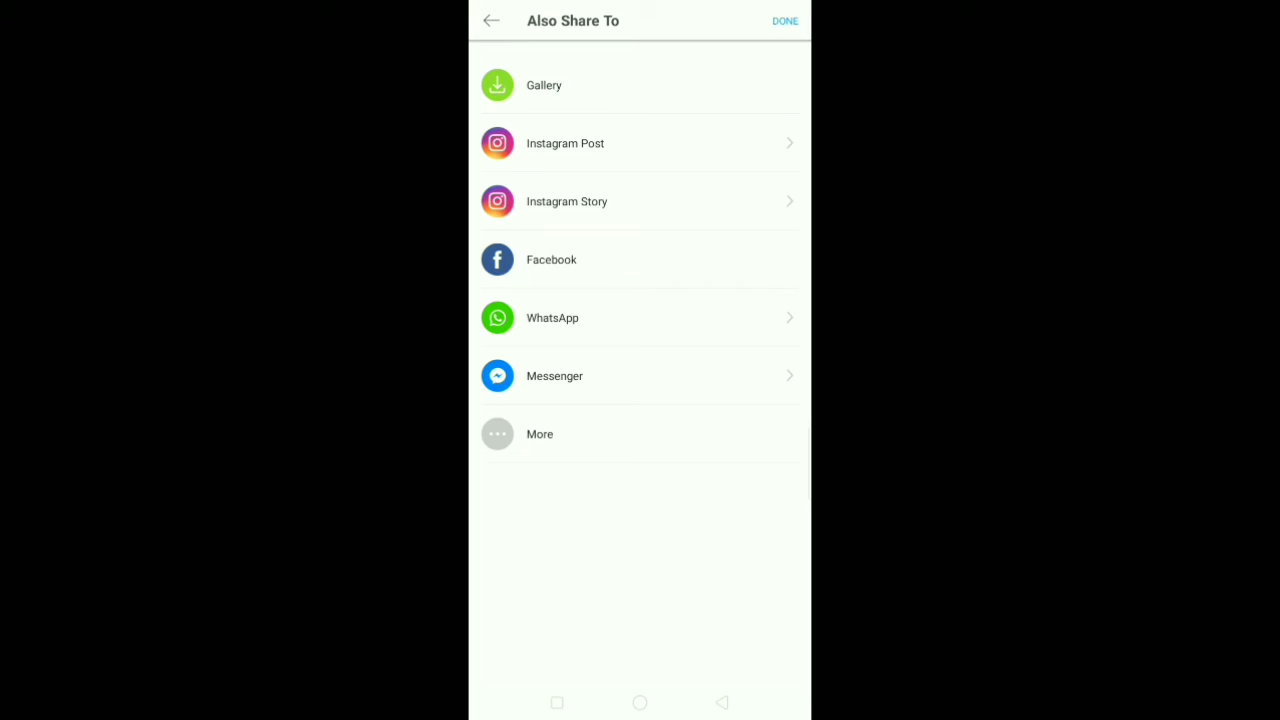 Also Share To
DONE
Gallery
Instagram Post
Instagram Story
Facebook
WhatsApp
Messenger
More